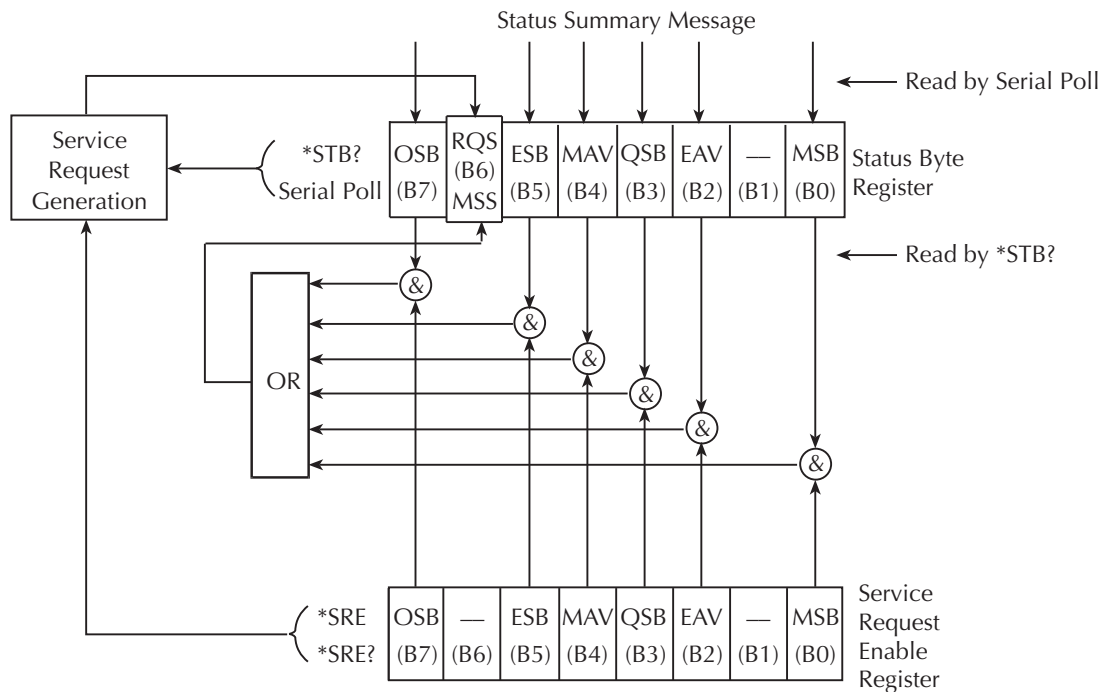 Status Summary Message
Read by Serial Poll
Service
Request
Generation
*STB?
Serial Poll
OSB
(B7)
RQS
(B6)
MSS
ESB
(B5)
MAV
(B4)
QSB
(B3)
EAV
(B2)
—
(B1)
MSB
(B0)
Status Byte
Register
Read by *STB?
&
&
&
&
&
&
OR
*SRE
*SRE?
OSB
(B7)
—
(B6)
ESB
(B5)
MAV
(B4)
QSB
(B3)
EAV
(B2)
—
(B1)
MSB
(B0)
Service
Request
Enable
Register